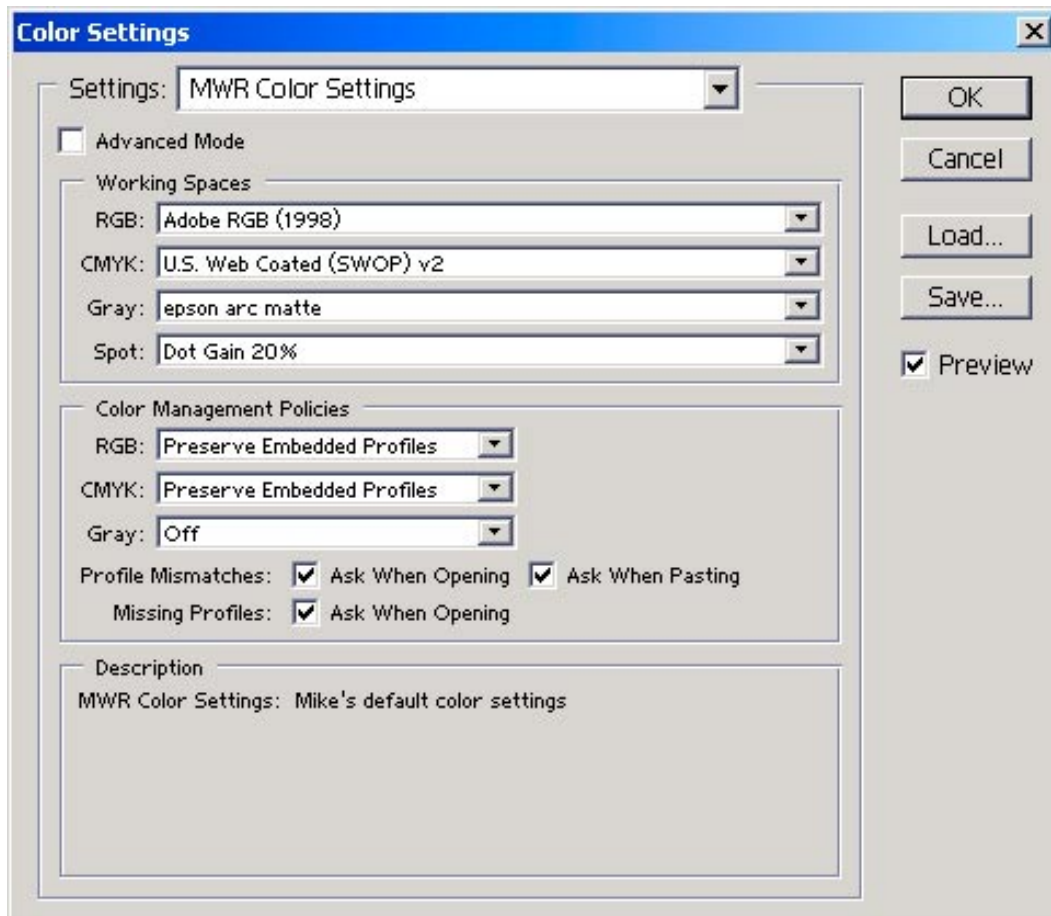 Color Settings
Settings: MWR Color Settings
OK
Advanced Mode
Cancel
Working Spaces
RGB: Adobe RGB (1998)
Load...
CMYK: U.S. Web Coated (SWOP) v2
Save...
Gray: epson arc matte
Spot: Dot Gain 20%
Preview
Color Management Policies
RGB: Preserve Embedded Profiles
CMYK: Preserve Embedded Profiles
Gray: Off
Profile Mismatches: Ask When Opening Ask When Pasting
Missing Profiles: Ask When Opening
Description
MWR Color Settings: Mike's default color settings